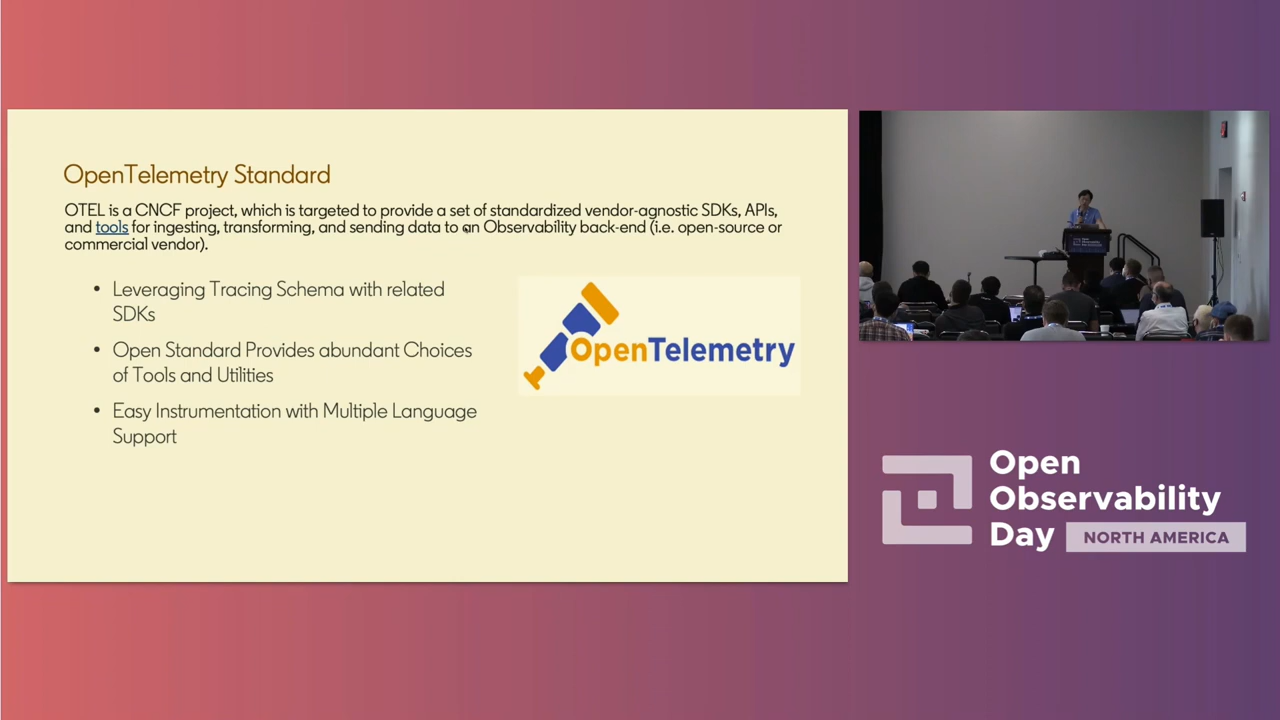 OpenTelemetry Standard
OTEL is a CNCF project, which is targeted to provide a set of standardized vendor-agnostic SDKs, APIs,
and tools for ingesting, transforming, and sending data to an Observability back-end (i.e. open-source or
commercial vendor).
• Leveraging Tracing Schema with related
SDKs
• Open Standard Provides abundant Choices
of Tools and Utilities
• Easy Instrumentation with Multiple Language
Support
OpenTelemetry
Open
Observability
Day NORTH AMERICA